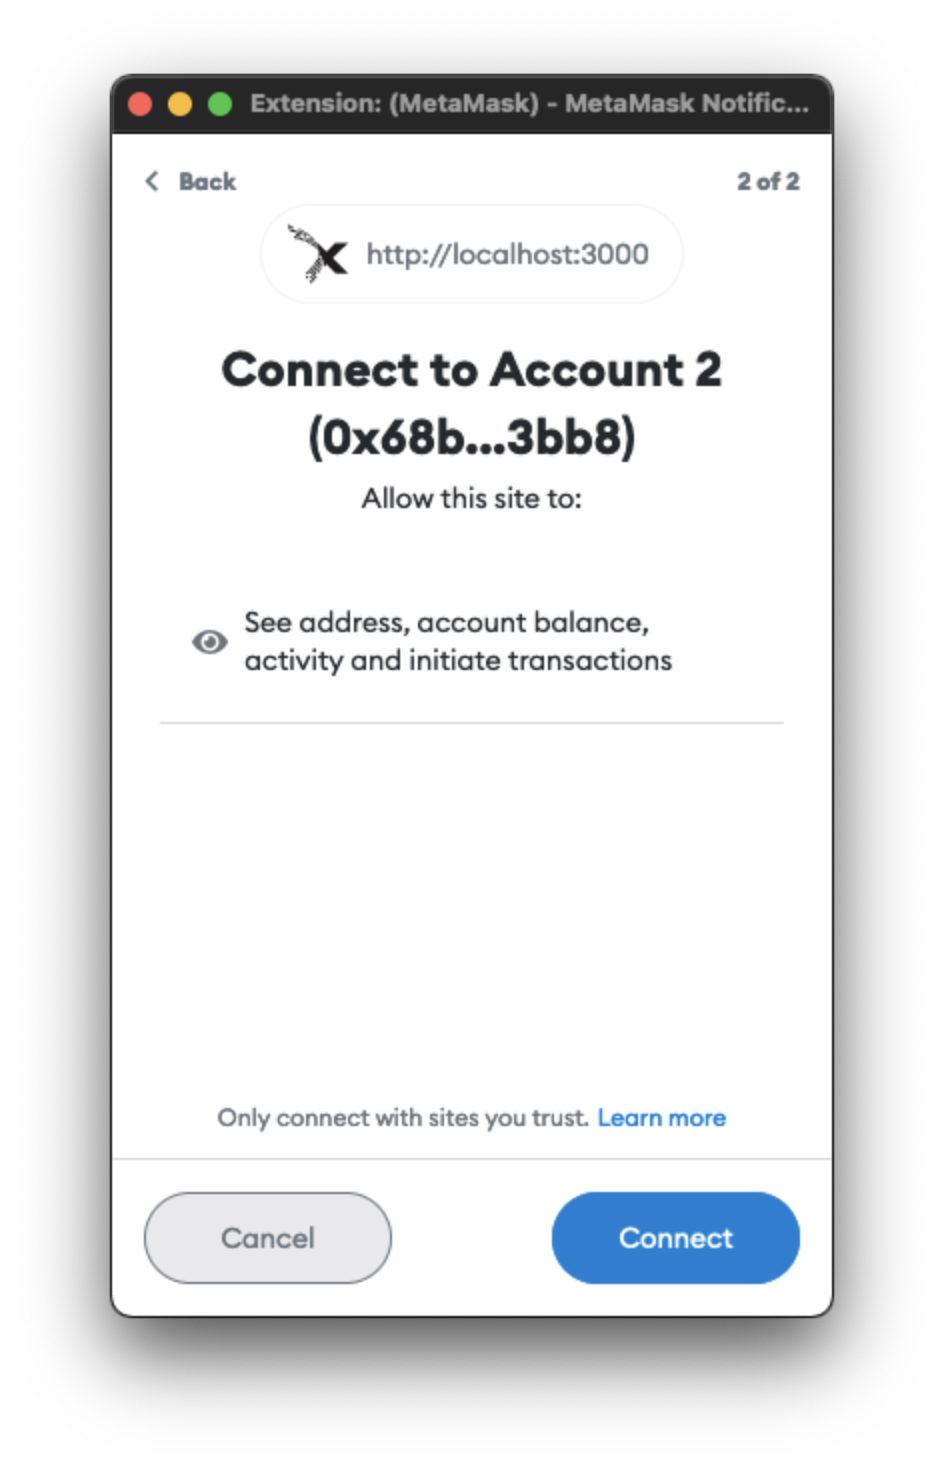 Extension: (MetaMask) - MetaMask Notific...
Back
2 of 2
http://localhost:3000
Connect to Account 2
(0x68b...3bb8)
Allow this site to:
See address, account balance,
activity and initiate transactions
Only connect with sites you trust. Learn more
Cancel
Connect